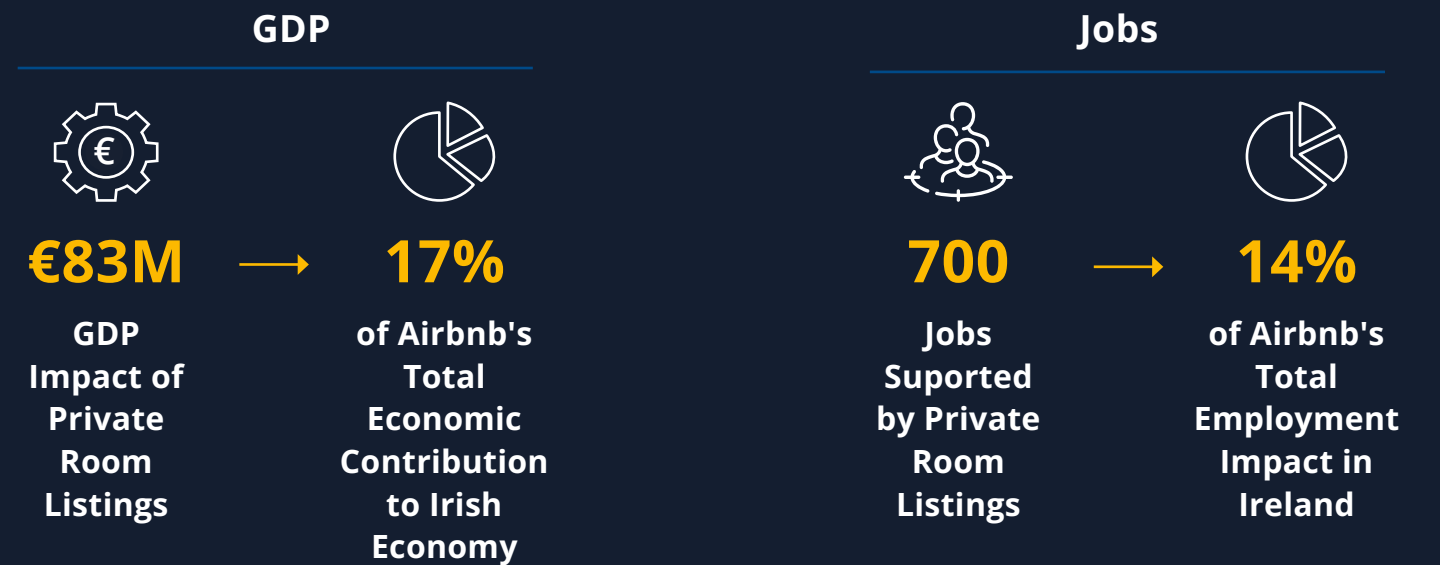 GDP
€
€83M
GDP
Impact of
Private
Room
Listings
17%
of Airbnb's
Total
Economic
Contribution
to Irish
Economy
Jobs
700
Jobs
Suported
by Private
Room
Listings
14%
of Airbnb's
Total
Employment
Impact in
Ireland